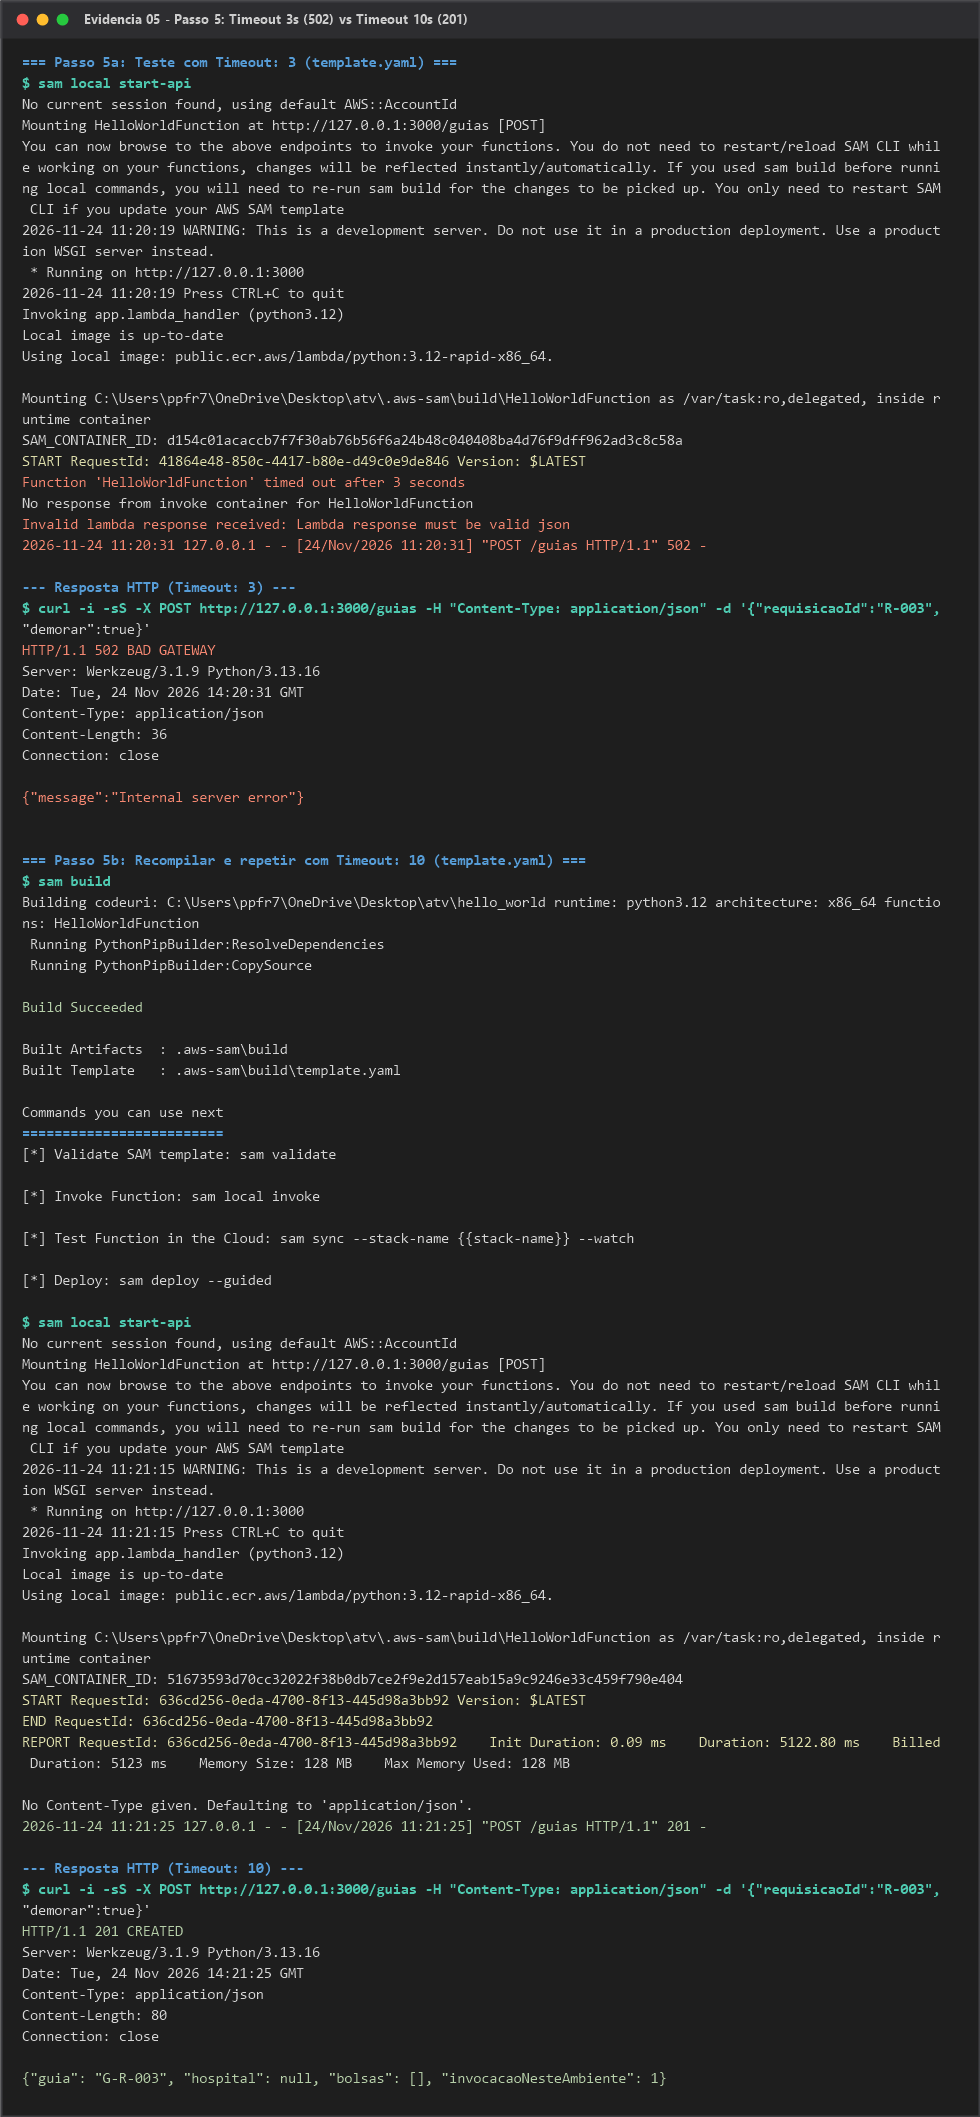 Evidencia 05 - Passo 5: Timeout 3s (502) vs Timeout 10s (201)
=== Passo 5a: Teste com Timeout: 3 (template.yaml) ===
$ sam local start-api
No current session found, using default AWS::AccountId
Mounting HelloWorldFunction at http://127.0.0.1:3000/guias [POST]
You can now browse to the above endpoints to invoke your functions. You do not need to restart/reload SAM CLI whil
e working on your functions, changes will be reflected instantly/automatically. If you used sam build before runni
ng local commands, you will need to re-run sam build for the changes to be picked up. You only need to restart SAM
 CLI if you update your AWS SAM template
2026-11-24 11:20:19 WARNING: This is a development server. Do not use it in a production deployment. Use a product
ion WSGI server instead.
 * Running on http://127.0.0.1:3000
2026-11-24 11:20:19 Press CTRL+C to quit
Invoking app.lambda_handler (python3.12)
Local image is up-to-date
Using local image: public.ecr.aws/lambda/python:3.12-rapid-x86_64.

Mounting C:\Users\ppfr7\OneDrive\Desktop\atv\.aws-sam\build\HelloWorldFunction as /var/task:ro,delegated, inside r
untime container
SAM_CONTAINER_ID: d154c01acaccb7f7f30ab76b56f6a24b48c040408ba4d76f9dff962ad3c8c58a
START RequestId: 41864e48-850c-4417-b80e-d49c0e9de846 Version: $LATEST
Function 'HelloWorldFunction' timed out after 3 seconds
No response from invoke container for HelloWorldFunction
Invalid lambda response received: Lambda response must be valid json
2026-11-24 11:20:31 127.0.0.1 - - [24/Nov/2026 11:20:31] "POST /guias HTTP/1.1" 502 -

--- Resposta HTTP (Timeout: 3) ---
$ curl -i -sS -X POST http://127.0.0.1:3000/guias -H "Content-Type: application/json" -d '{"requisicaoId":"R-003",
"demorar":true}'
HTTP/1.1 502 BAD GATEWAY
Server: Werkzeug/3.1.9 Python/3.13.16
Date: Tue, 24 Nov 2026 14:20:31 GMT
Content-Type: application/json
Content-Length: 36
Connection: close

{"message":"Internal server error"}

=== Passo 5b: Recompilar e repetir com Timeout: 10 (template.yaml) ===
$ sam build
Building codeuri: C:\Users\ppfr7\OneDrive\Desktop\atv\hello_world runtime: python3.12 architecture: x86_64 functio
ns: HelloWorldFunction
 Running PythonPipBuilder:ResolveDependencies
 Running PythonPipBuilder:CopySource

Build Succeeded

Built Artifacts  : .aws-sam\build
Built Template   : .aws-sam\build\template.yaml

Commands you can use next
=========================
[*] Validate SAM template: sam validate

[*] Invoke Function: sam local invoke

[*] Test Function in the Cloud: sam sync --stack-name {{stack-name}} --watch

[*] Deploy: sam deploy --guided

$ sam local start-api
No current session found, using default AWS::AccountId
Mounting HelloWorldFunction at http://127.0.0.1:3000/guias [POST]
You can now browse to the above endpoints to invoke your functions. You do not need to restart/reload SAM CLI whil
e working on your functions, changes will be reflected instantly/automatically. If you used sam build before runni
ng local commands, you will need to re-run sam build for the changes to be picked up. You only need to restart SAM
 CLI if you update your AWS SAM template
2026-11-24 11:21:15 WARNING: This is a development server. Do not use it in a production deployment. Use a product
ion WSGI server instead.
 * Running on http://127.0.0.1:3000
2026-11-24 11:21:15 Press CTRL+C to quit
Invoking app.lambda_handler (python3.12)
Local image is up-to-date
Using local image: public.ecr.aws/lambda/python:3.12-rapid-x86_64.

Mounting C:\Users\ppfr7\OneDrive\Desktop\atv\.aws-sam\build\HelloWorldFunction as /var/task:ro,delegated, inside r
untime container
SAM_CONTAINER_ID: 51673593d70cc32022f38b0db7ce2f9e2d157eab15a9c9246e33c459f790e404
START RequestId: 636cd256-0eda-4700-8f13-445d98a3bb92 Version: $LATEST
END RequestId: 636cd256-0eda-4700-8f13-445d98a3bb92
REPORT RequestId: 636cd256-0eda-4700-8f13-445d98a3bb92    Init Duration: 0.09 ms    Duration: 5122.80 ms    Billed
 Duration: 5123 ms    Memory Size: 128 MB    Max Memory Used: 128 MB

No Content-Type given. Defaulting to 'application/json'.
2026-11-24 11:21:25 127.0.0.1 - - [24/Nov/2026 11:21:25] "POST /guias HTTP/1.1" 201 -

--- Resposta HTTP (Timeout: 10) ---
$ curl -i -sS -X POST http://127.0.0.1:3000/guias -H "Content-Type: application/json" -d '{"requisicaoId":"R-003",
"demorar":true}'
HTTP/1.1 201 CREATED
Server: Werkzeug/3.1.9 Python/3.13.16
Date: Tue, 24 Nov 2026 14:21:25 GMT
Content-Type: application/json
Content-Length: 80
Connection: close

{"guia": "G-R-003", "hospital": null, "bolsas": [], "invocacaoNesteAmbiente": 1}